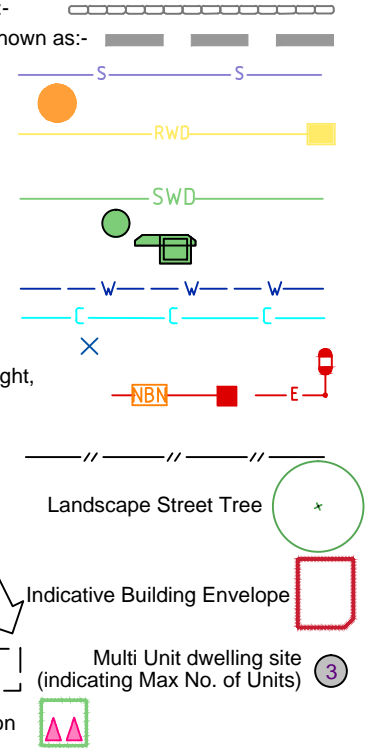 :-
nown as:-
S S
RWD
SWD
W W W
C C C
ght,
NBN E
Landscape Street Tree
Indicative Building Envelope
Multi Unit dwelling site
(indicating Max No. of Units) 3
on